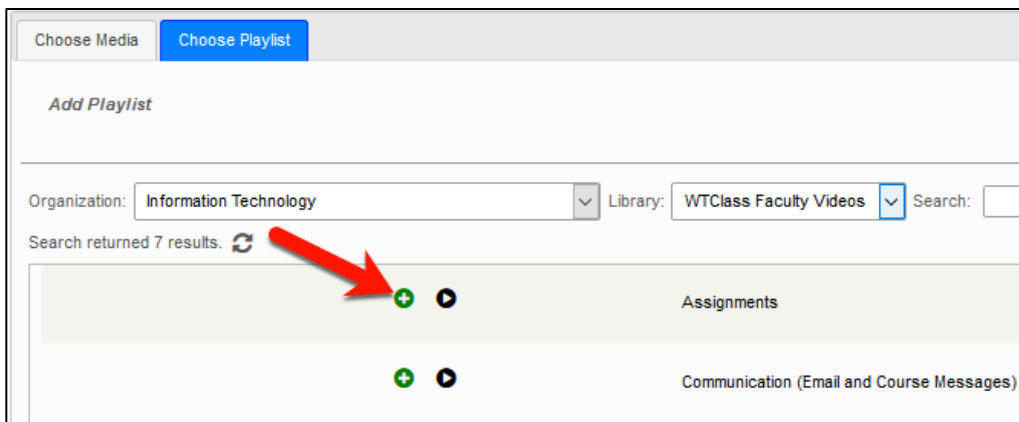 Choose Media Choose Playlist
Add Playlist
Organization: Information Technology Library: WTClass Faculty Videos Search:
Search returned 7 results.
Assignments
Communication (Email and Course Messages)